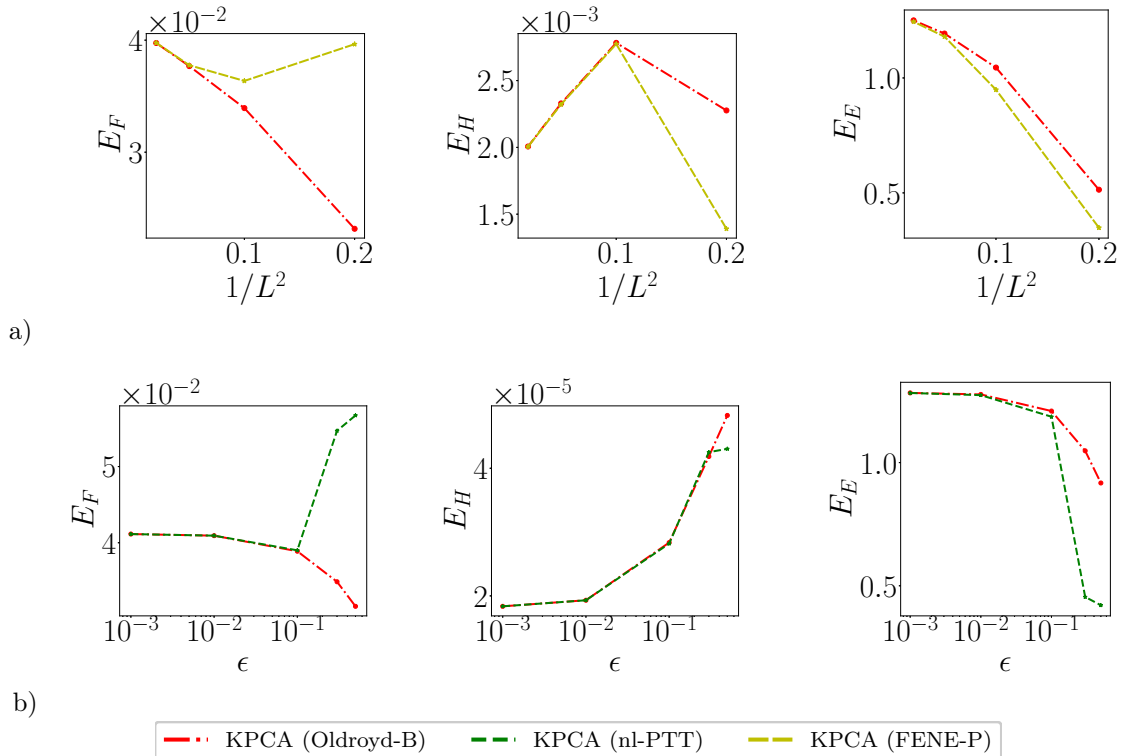 ×10⁻²
E_F
4
3
0.1
0.2
1/L²
×10⁻³
E_H
2.5
2.0
1.5
0.1
0.2
1/L²
E_E
1.0
0.5
0.1
0.2
1/L²
a)
×10⁻²
E_F
5
4
10⁻³ 10⁻² 10⁻¹
ϵ
×10⁻⁵
E_H
4
2
10⁻³ 10⁻² 10⁻¹
ϵ
E_E
1.0
0.5
10⁻³ 10⁻² 10⁻¹
ϵ
b)
KPCA (Oldroyd-B) KPCA (nl-PTT) KPCA (FENE-P)